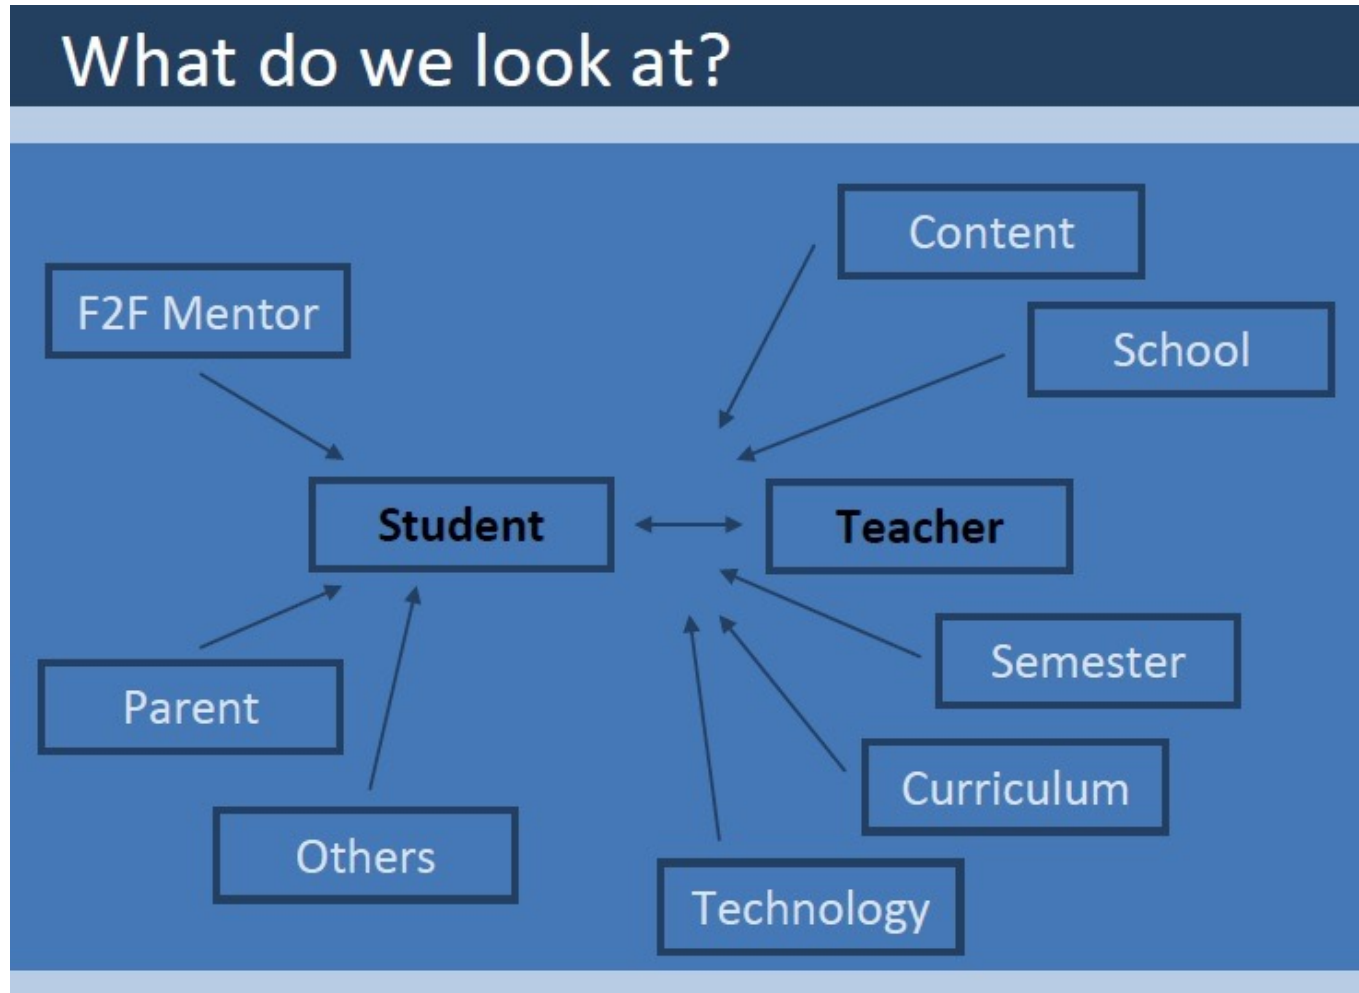 What do we look at?
Content
F2F Mentor
School
Student
Teacher
Semester
Parent
Curriculum
Others
Technology